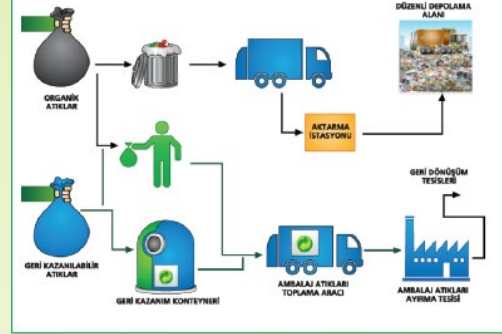 DÜZENLİ DEPOLAMA
ALANI
ORGANİK
ATIKLAR
AKTARMA
İSTASYONU
GERİ DÖNÜŞÜM
TESİSLERİ
GERİ KAZANILABİLİR
ATIKLAR
GERİ KAZANIM KONTEYNERİ
AMBALAJ ATIKLARI
TOPLAMA ARACI
AMBALAJ ATIKLARI
AYIRMA TESİSİ